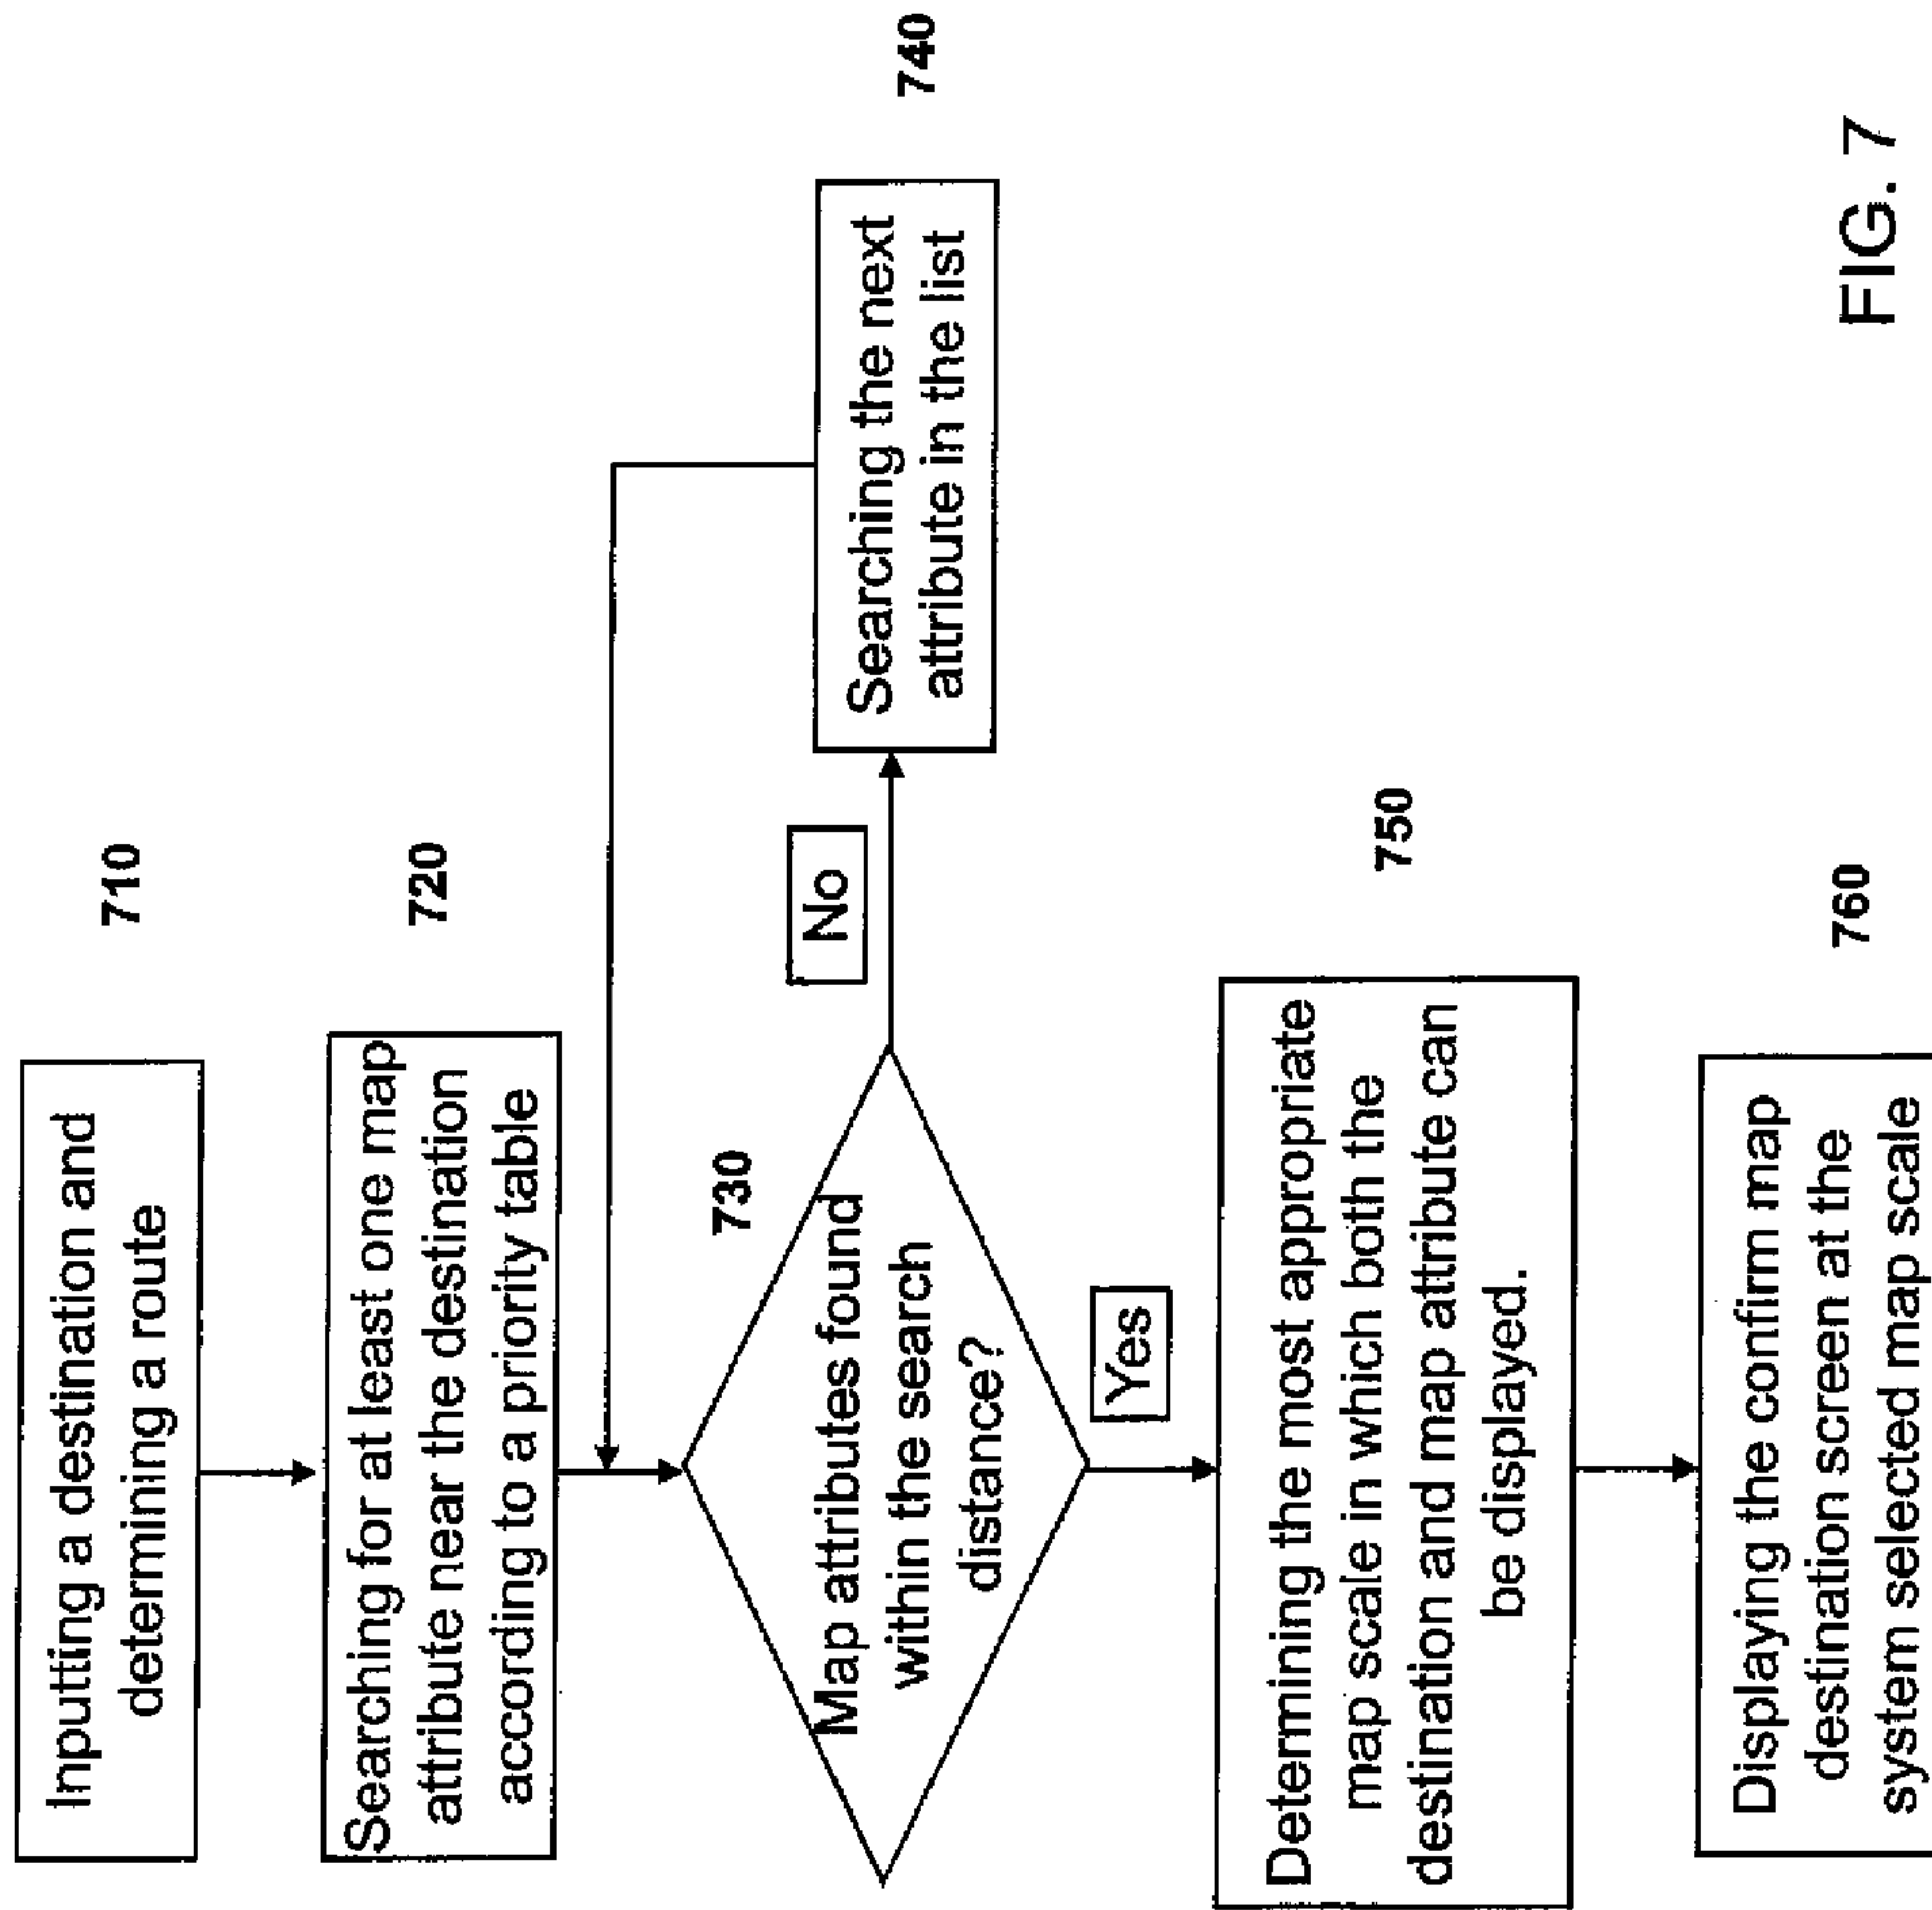 710
Inputting a destination and
determining a route
720
Searching for at least one map
attribute near the destination
according to a priority table
730
Map attributes found
within the search
distance?
No
740
Searching the next
attribute in the list
Yes
750
Determining the most appropriate
map scale in which both the
destination and map attribute can
be displayed.
760
Displaying the confirm map
destination screen at the
system selected map scale
FIG. 7